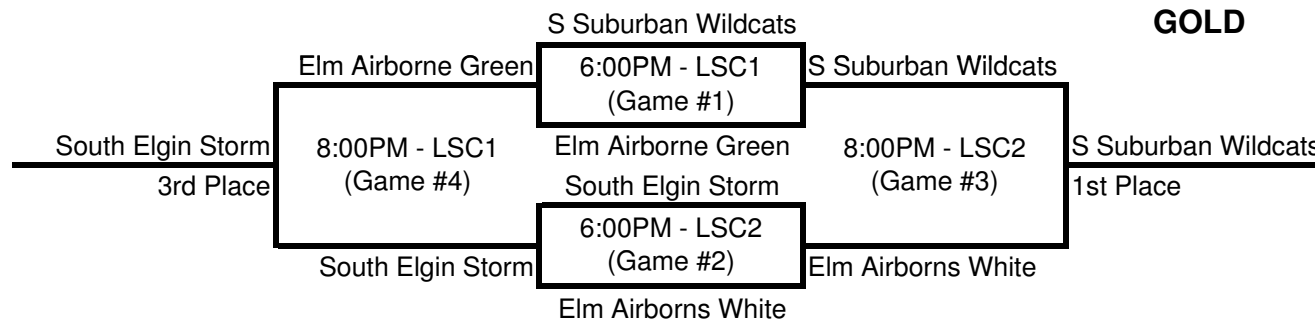 S Suburban Wildcats
GOLD
Elm Airborne Green
6:00PM - LSC1
(Game #1)
S Suburban Wildcats
Elm Airborne Green
South Elgin Storm
3rd Place
8:00PM - LSC1
(Game #4)
8:00PM - LSC2
(Game #3)
S Suburban Wildcats
1st Place
South Elgin Storm
6:00PM - LSC2
(Game #2)
South Elgin Storm
Elm Airborns White
Elm Airborns White